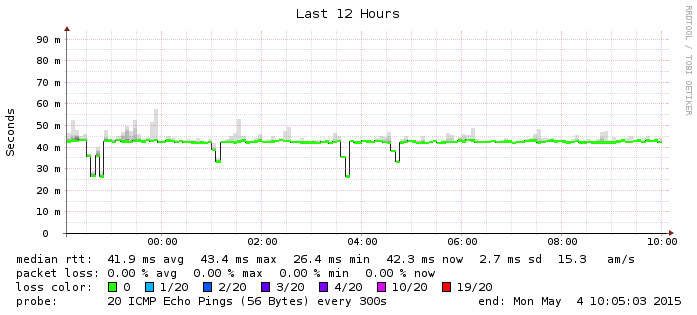 Last 12 Hours
RRDTOOL / TOBI OETIKER
Seconds
90 m
80 m
70 m
60 m
50 m
40 m
30 m
20 m
10 m
0
00:00 02:00 04:00 06:00 08:00 10:00
median rtt: 41.9 ms avg 43.4 ms max 26.4 ms min 42.3 ms now 2.7 ms sd 15.3 am/s
packet loss: 0.00 % avg 0.00 % max 0.00 % min 0.00 % now
loss color: 0 1/20 2/20 3/20 4/20 10/20 19/20
probe: 20 ICMP Echo Pings (56 Bytes) every 300s end: Mon May 4 10:05:03 2015